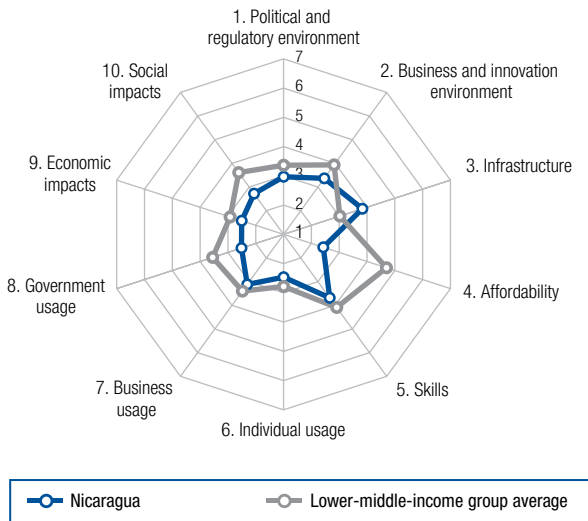 1. Political and
regulatory environment
2. Business and innovation
environment
3. Infrastructure
4. Affordability
5. Skills
6. Individual usage
7. Business
usage
8. Government
usage
9. Economic
impacts
10. Social
impacts
7
6
5
4
3
2
1
Nicaragua
Lower-middle-income group average